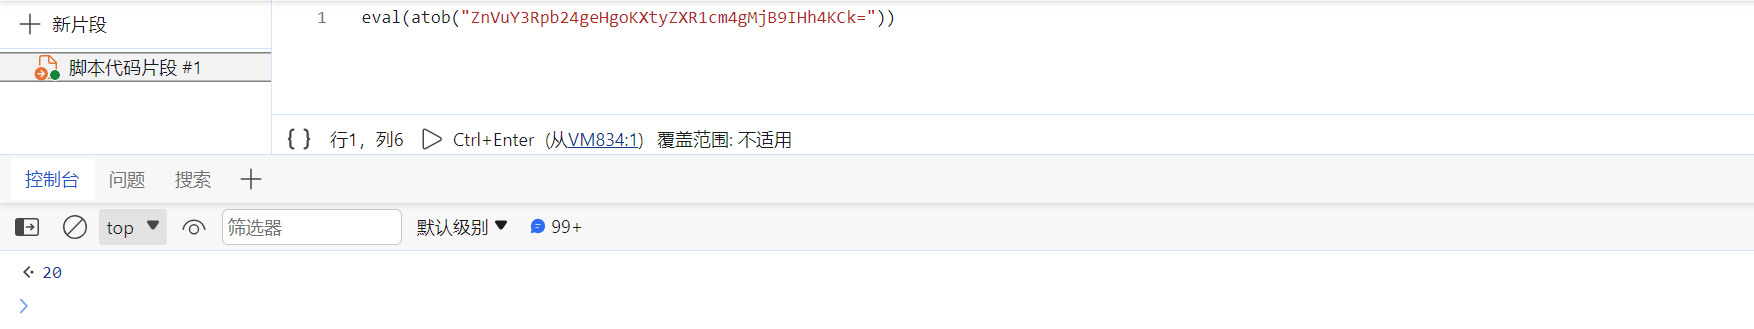 新片段
脚本代码片段 #1
1 eval(atob("ZnVuY3Rpb24geHgoKXtyZXR1cm4gMjB9IHh4KCk="))
{ } 行1，列6 Ctrl+Enter (从VM834:1) 覆盖范围: 不适用
控制台 问题 搜索
top 筛选器 默认级别 99+
20